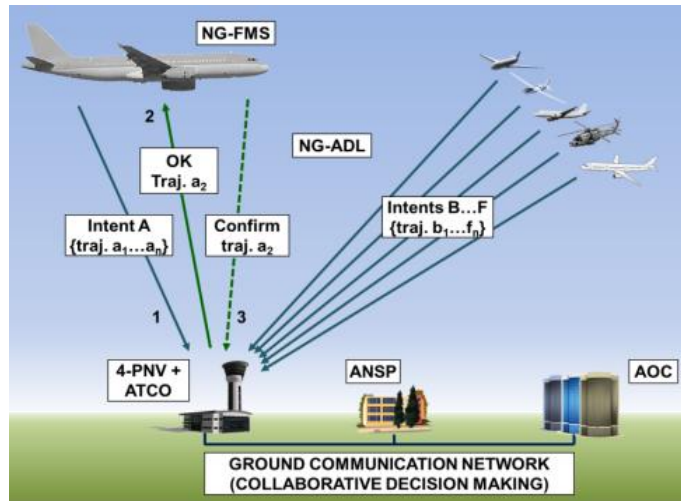 NG-FMS
2
NG-ADL
OK
Traj. a₂
Intent A
{traj. a₁...aₙ}
Confirm
traj. a₂
Intents B...F
{traj. b₁...fₙ}
1
3
4-PNV +
ATCO
ANSP
AOC
GROUND COMMUNICATION NETWORK
(COLLABORATIVE DECISION MAKING)